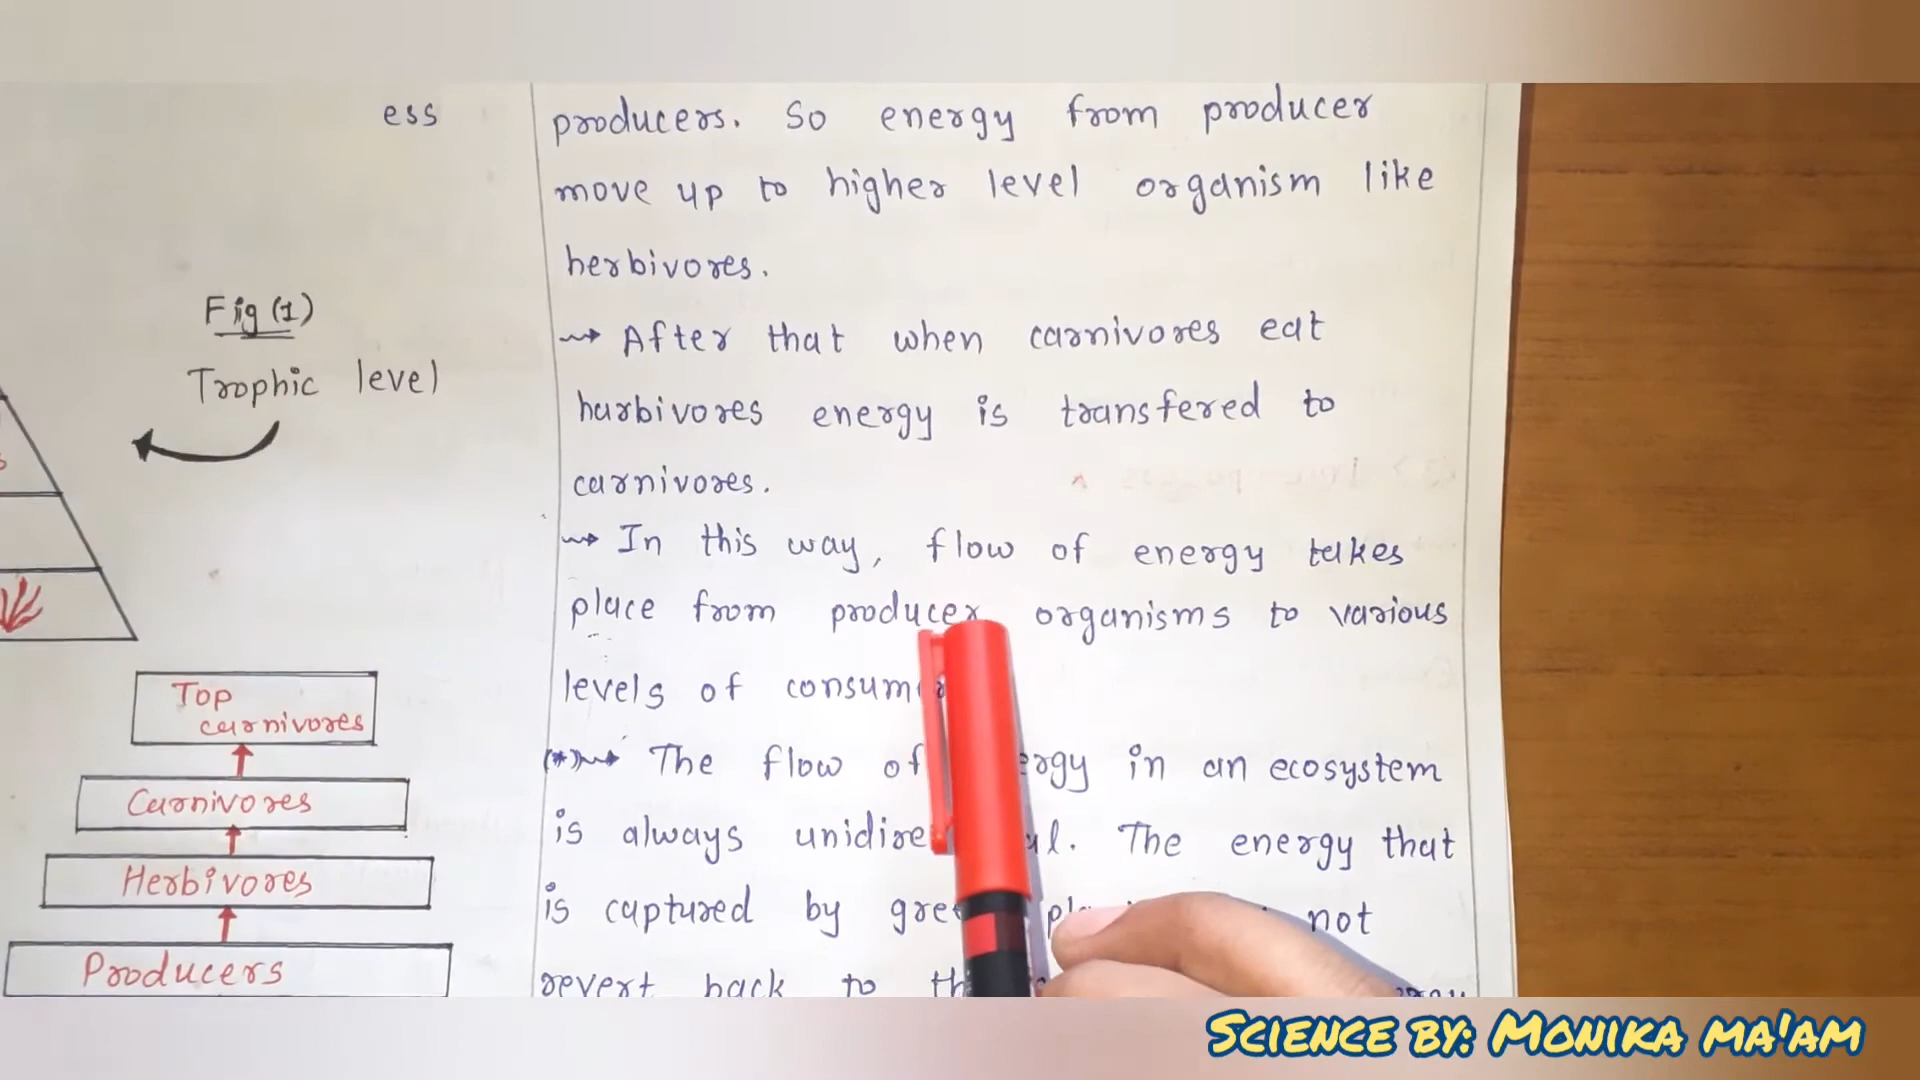 ess
Fig (1)
Trophic level
Top
carnivores
Carnivores
Herbivores
Producers
producers. So energy from producer
move up to higher level organism like
herbivores.
After that when carnivores eat
harbivores energy is transfered to
carnivores.
In this way, flow of energy takes
place from producer organisms to various
levels of
(*) The flow of in an ecosystem
is always The energy that
is captured by not
revert back to
Science by: Monika ma'am